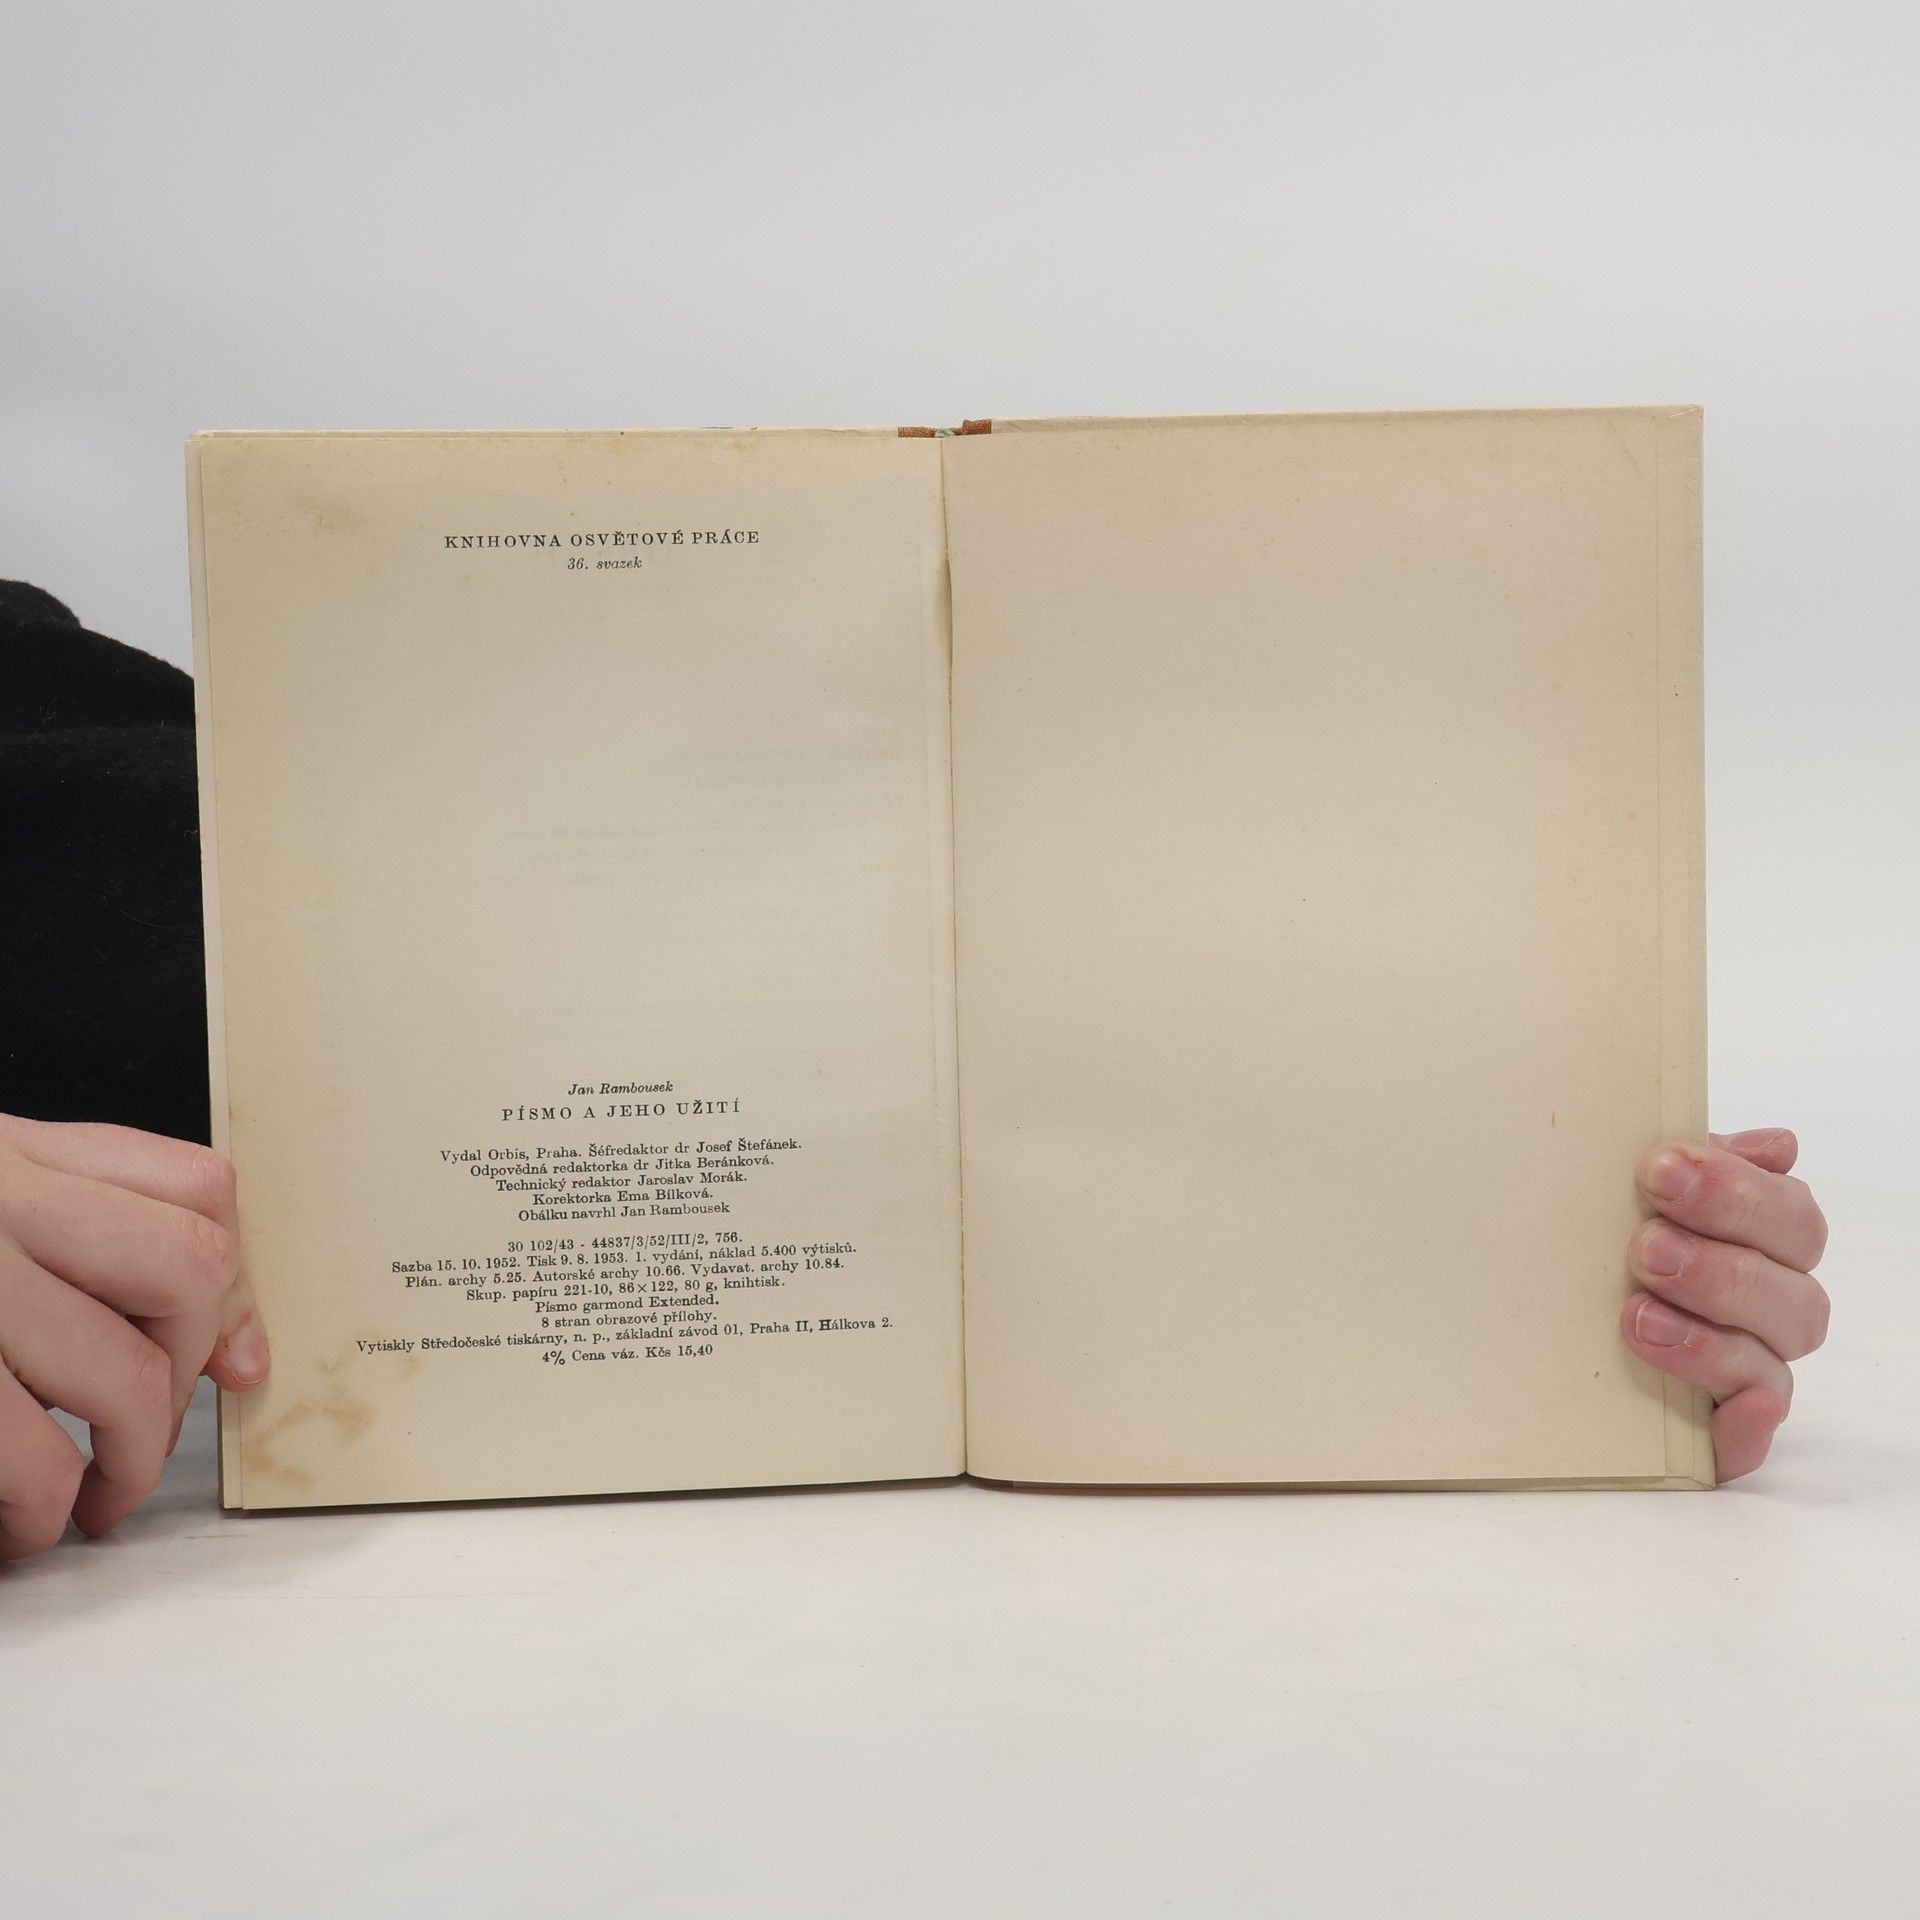 KNIHOVNA OSVĚTOVÉ PRÁCE
36. svazek
Jan Rambousek
PÍSMO A JEHO UŽITÍ
Vydal Orbis, Praha. Šéfredaktor dr Josef Štefánek.
Odpovědná redaktorka dr Jitka Beránková.
Technický redaktor Jaroslav Morák.
Korektorka Ema Bílková.
Obálku navrhl Jan Rambousek
30 102/43 - 44837/3/52/III/2, 756.
Sazba 15. 10. 1952. Tisk 9. 8. 1953. 1. vydání, náklad 5.400 výtisků.
Plán. archy 5.25. Autorské archy 10.66. Vydavat. archy 10.84.
Skup. papíru 221-10, 86×122, 80 g, knihtisk.
Písmo garmond Extended.
8 stran obrazové přílohy.
Vytiskly Středočeské tiskárny, n. p., základní závod 01, Praha II, Hálkova 2.
4% Cena váz. Kčs 15,40